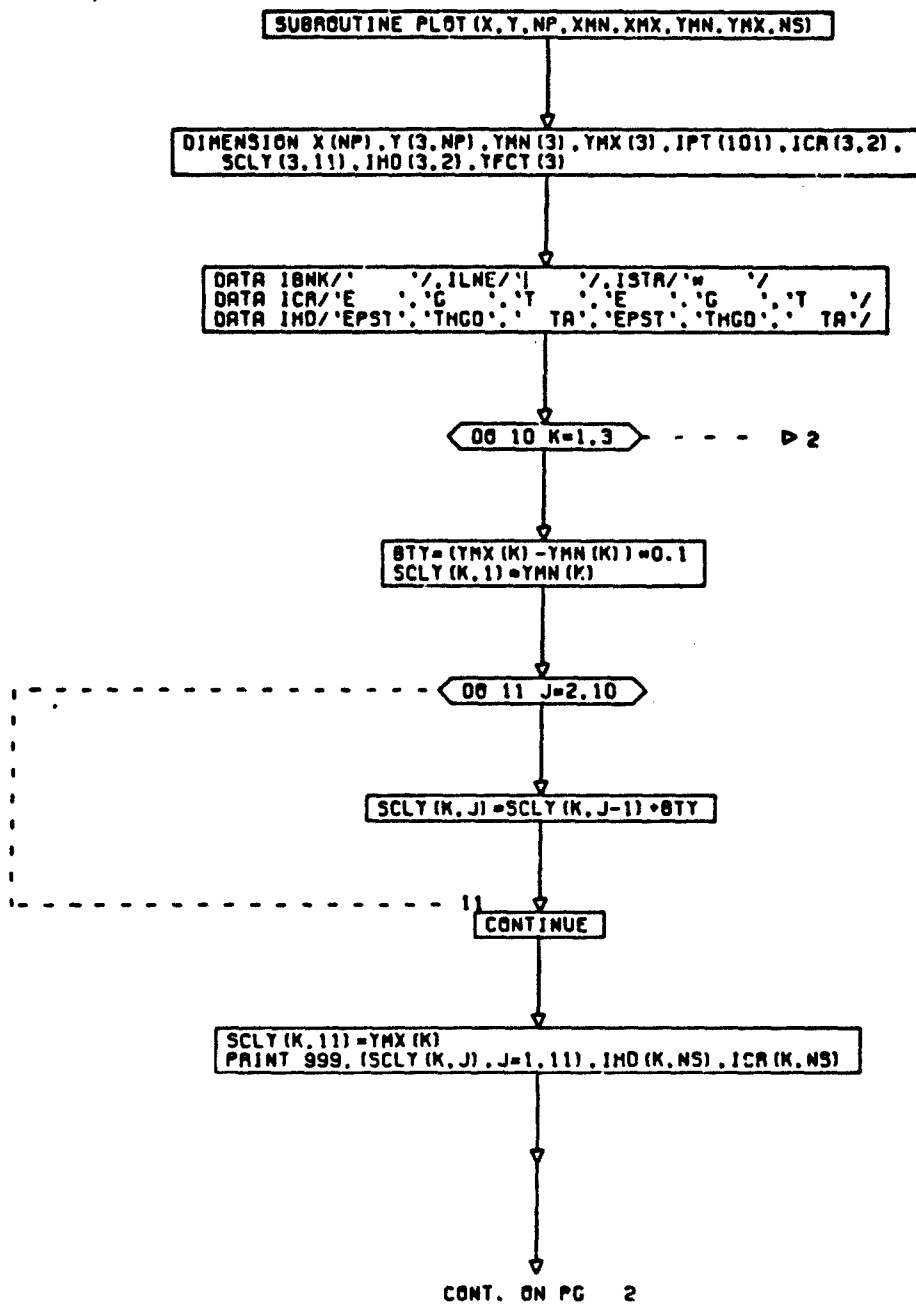 SUBROUTINE PLOT(X,Y,NP,XMN,XMX,YMN,YMX,NS)
DIMENSION X(NP),Y(3,NP),YMN(3),YMX(3),IPT(101),ICR(3,2),
SCLY(3,11),IHD(3,2),YFCT(3)
DATA IBNK/'    '/,ILNE/'|   '/,ISTR/'*   '/
DATA ICR/'E   ','G   ','T   ','E   ','G   ','T   '/
DATA IHD/'EPST','THGD','  TA','EPST','THGD','  TA'/
DO 10 K=1,3
2
BTY=(YMX(K)-YMN(K))*0.1
SCLY(K,1)=YMN(K)
DO 11 J=2,10
SCLY(K,J)=SCLY(K,J-1)+BTY
11
CONTINUE
SCLY(K,11)=YMX(K)
PRINT 999,(SCLY(K,J),J=1,11),IHD(K,NS),ICR(K,NS)
CONT. ON PG 2